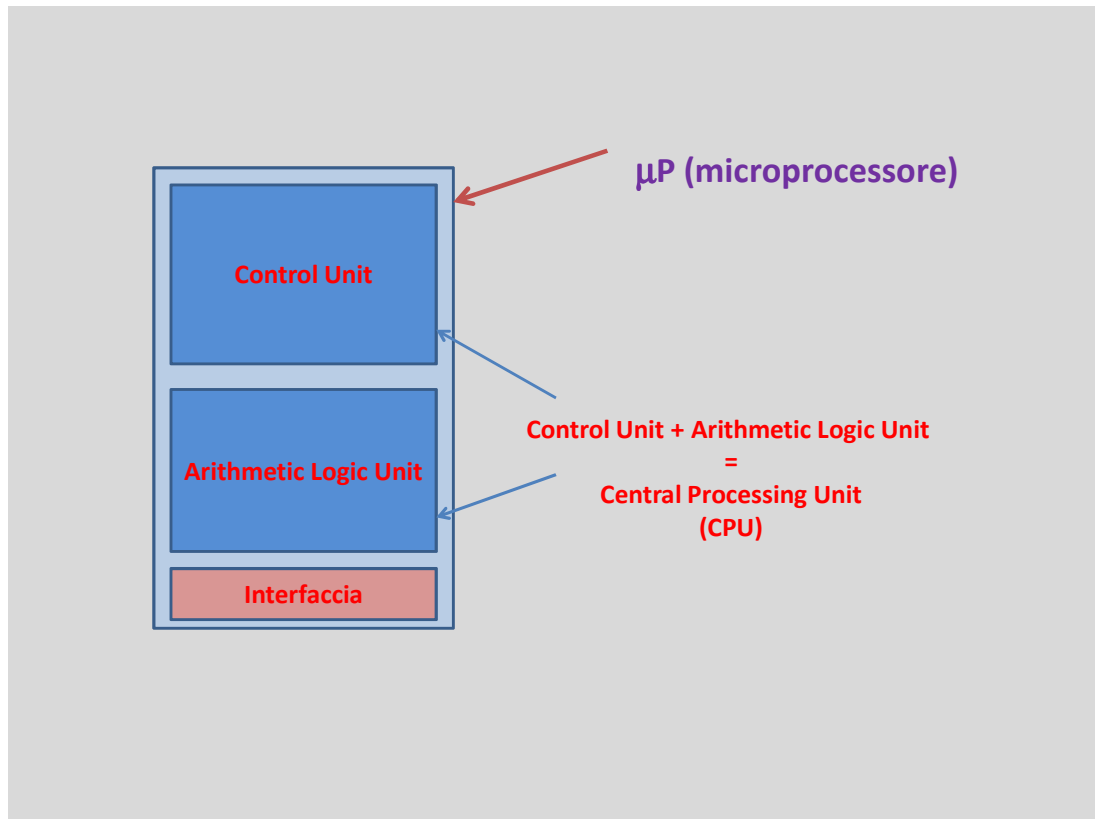 µP (microprocessore)
Control Unit
Arithmetic Logic Unit
Interfaccia
Control Unit + Arithmetic Logic Unit
=
Central Processing Unit
(CPU)